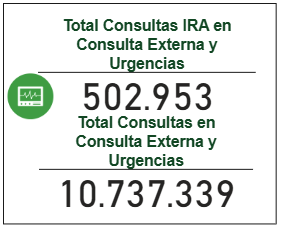 Total Consultas IRA en
Consulta Externa y
Urgencias
502.953
Total Consultas en
Consulta Externa y
Urgencias
10.737.339